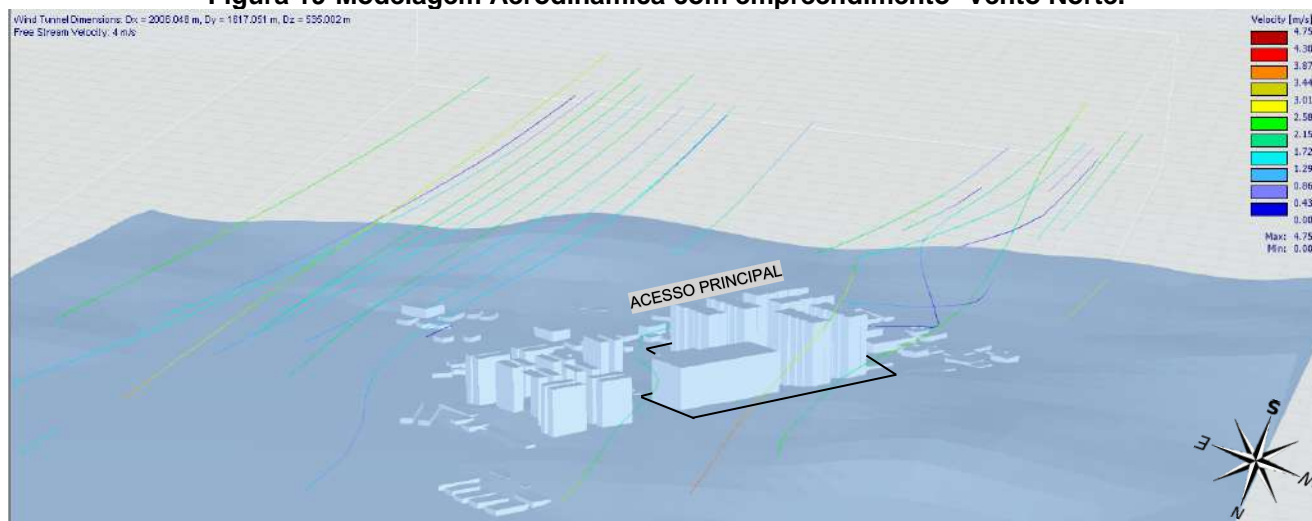 Figura 19-Modelagem Aerodinâmica com empreendimento -Vento Norte.
Wind Tunnel Dimensions: Dx = 2008.048 m, Dy = 1817.051 m, Dz = 535.002 m
Free Stream Velocity: 4 m/s
Velocity [m/s]
4.75
4.30
3.87
3.44
3.01
2.58
2.15
1.72
1.29
0.86
0.43
0.00
Max: 4.75
Min: 0.00
ACESSO PRINCIPAL
S
E
W
N